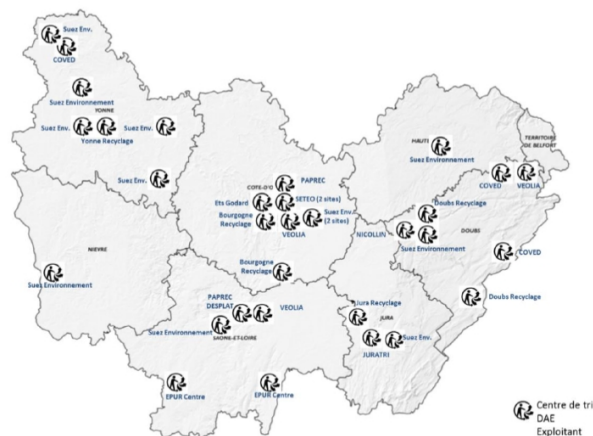 Suez Env.
COVED
Suez Environnement
YONNE
Suez Env.
Suez Env.
Yonne Recyclage
Suez Env.
NIEVRE
Suez Environnement
COTE-D'O
PAPREC
Ets Godard
SETEO (2 sites)
Bourgogne
Recyclage
Suez Env.
(2 sites)
VEOLIA
Bourgogne
Recyclage
HAUT
Suez Environnement
TERRITOIRE
DE BELFORT
COVED
VEOLIA
Doubs Recyclage
NICOLLIN
DOUBS
Suez Environnement
COVED
Doubs Recyclage
PAPREC
DESPLAT
VEOLIA
Suez Environnement
SAONE-ET-LOIRE
EPUR Centre
EPUR Centre
Jura Recyclage
JURA
Suez Env.
JURATRI
Centre de tri
DAE
Exploitant